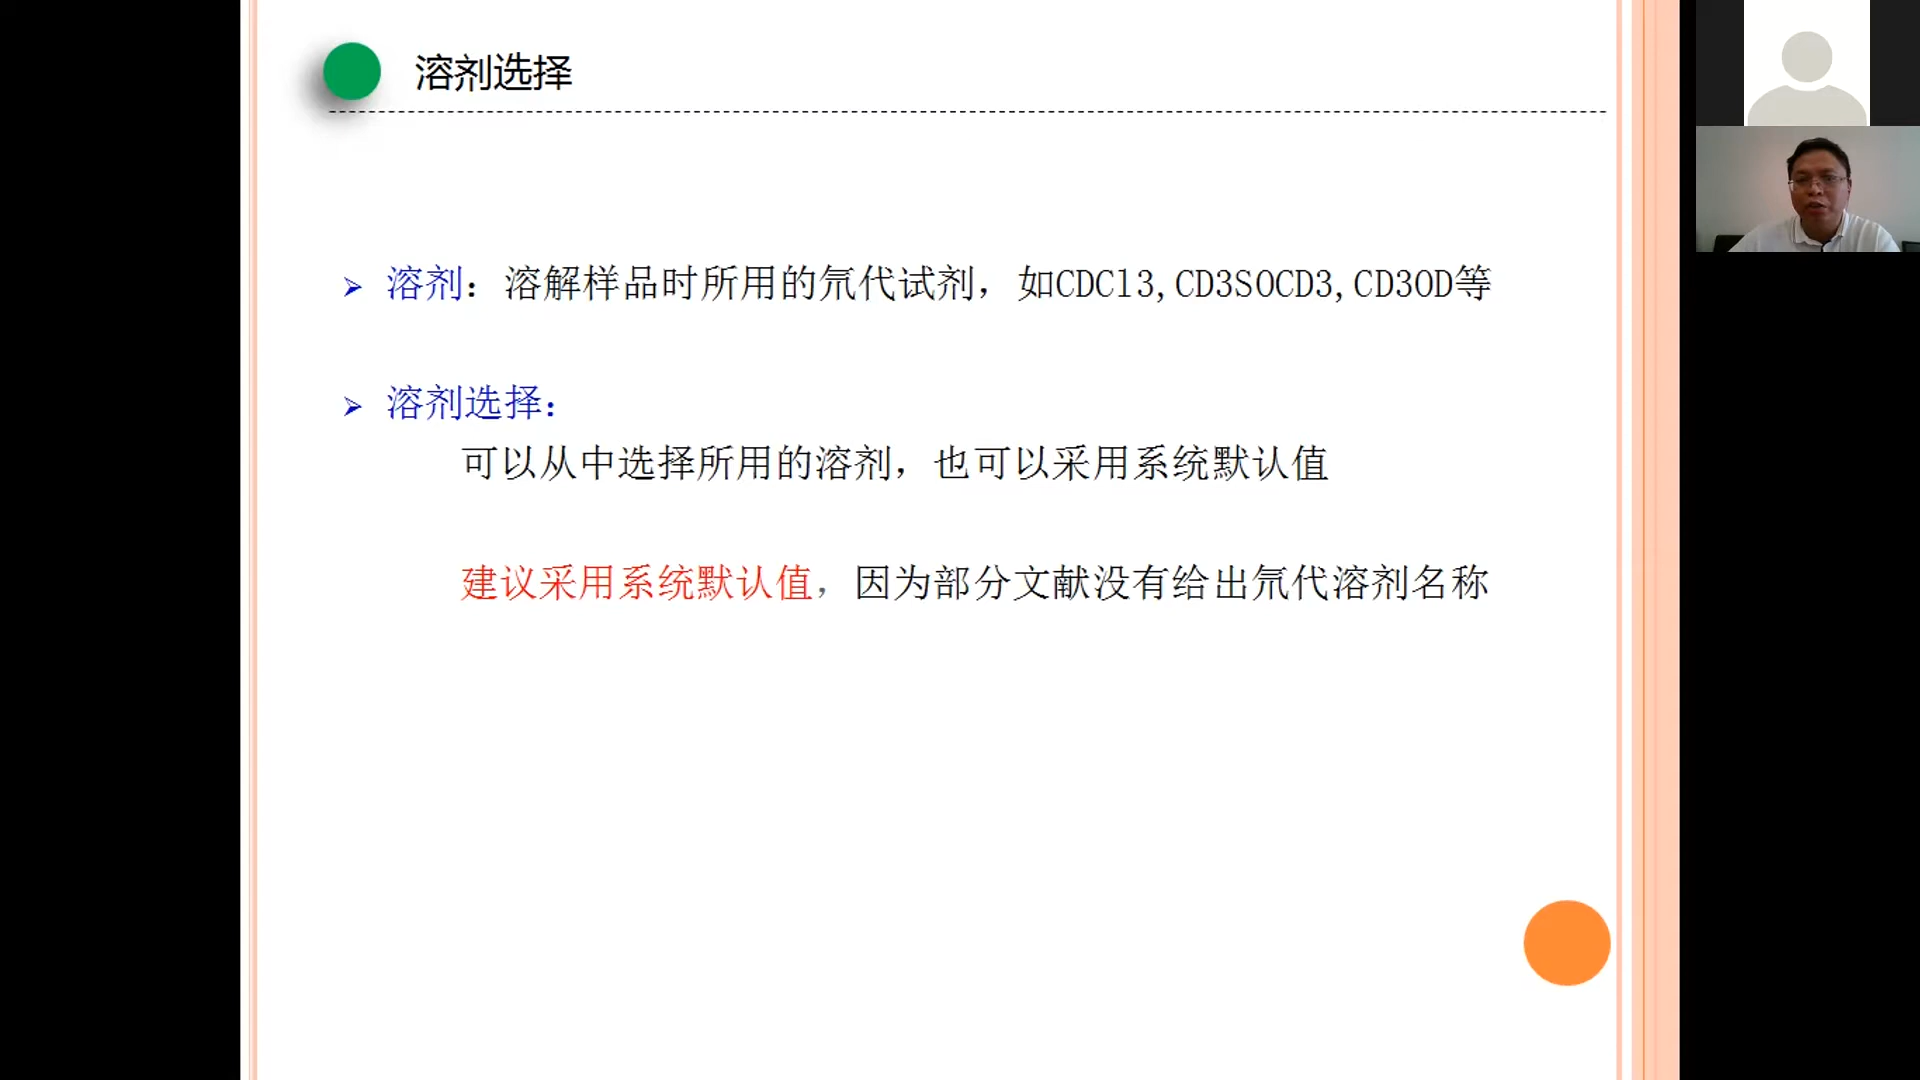 溶剂选择
溶剂：溶解样品时所用的氘代试剂，如CDCl3,CD3SOCD3,CD3OD等
溶剂选择：
可以从中选择所用的溶剂，也可以采用系统默认值
建议采用系统默认值，因为部分文献没有给出氘代溶剂名称